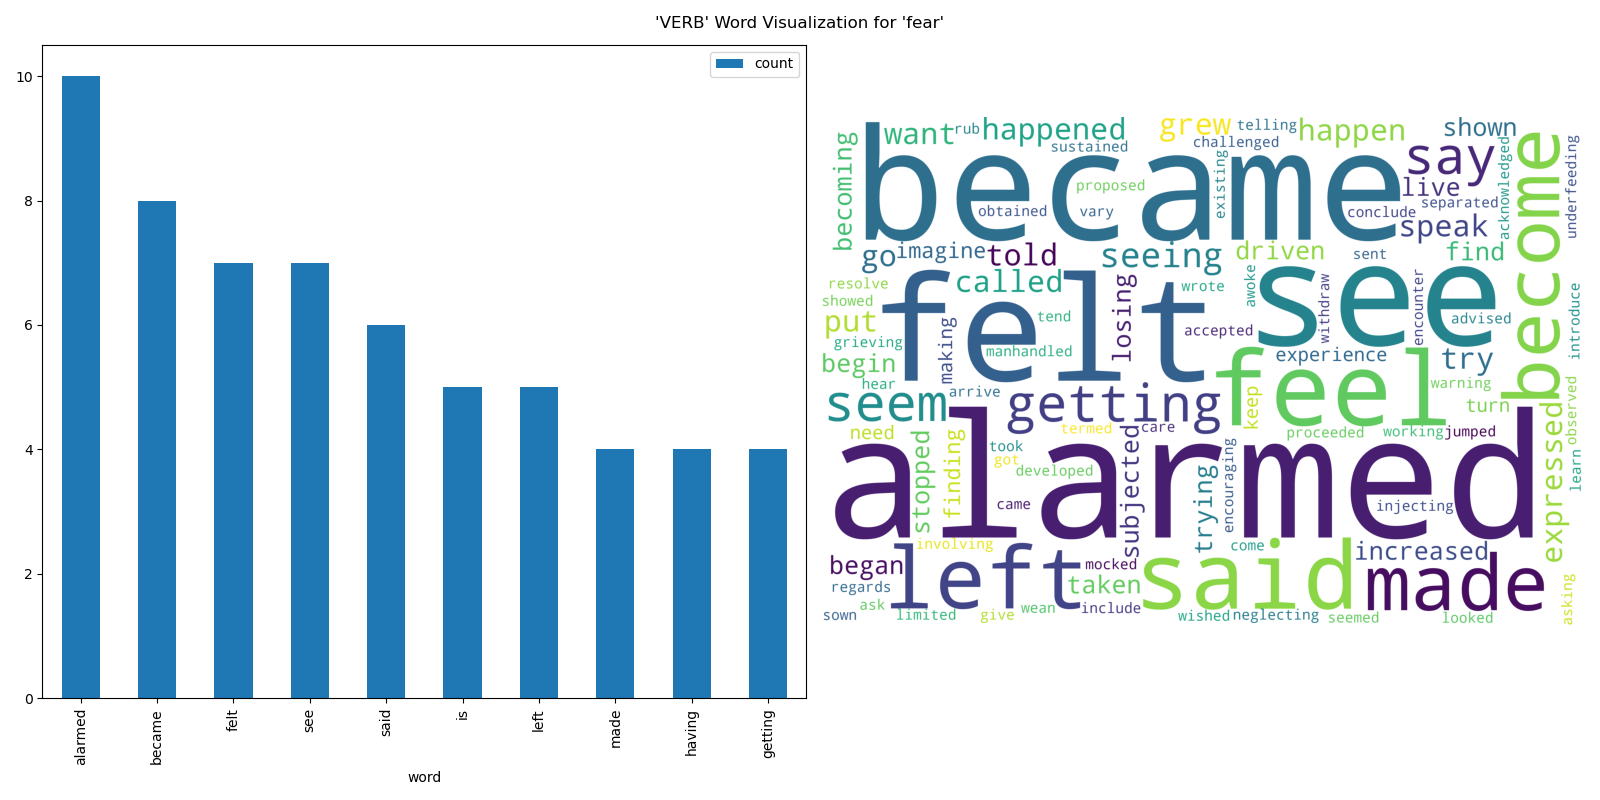 'VERB' Word Visualization for 'fear'
count
10
8
6
4
2
0
alarmed
became
felt
see
said
is
left
made
having
getting
word
becoming
want
rub
happened
sustained
grew
telling
challenged
happen
shown
say
acknowledged
become
underfeeding
became
proposed
obtained
vary
existing
live
separated
conclude
speak
go
imagine
told
seeing
driven
sent
find
resolve
showed
called
wrote
awoke
see
withdraw
encounter
advised
introduce
put
felt
losing
tend
accepted
grieving
making
manhandled
experience
try
begin
hear
arrive
feel
warning
seem
getting
keep
turn
expressed
observed
need
termed
care
proceeded
working
jumped
stopped
finding
took
got
developed
subjected
trying
encouraging
learn
alarmed
came
injecting
involving
come
increased
began
left
mocked
said
made
regards
taken
asking
ask
sown
limited
give
wean
include
wished
neglecting
seemed
looked